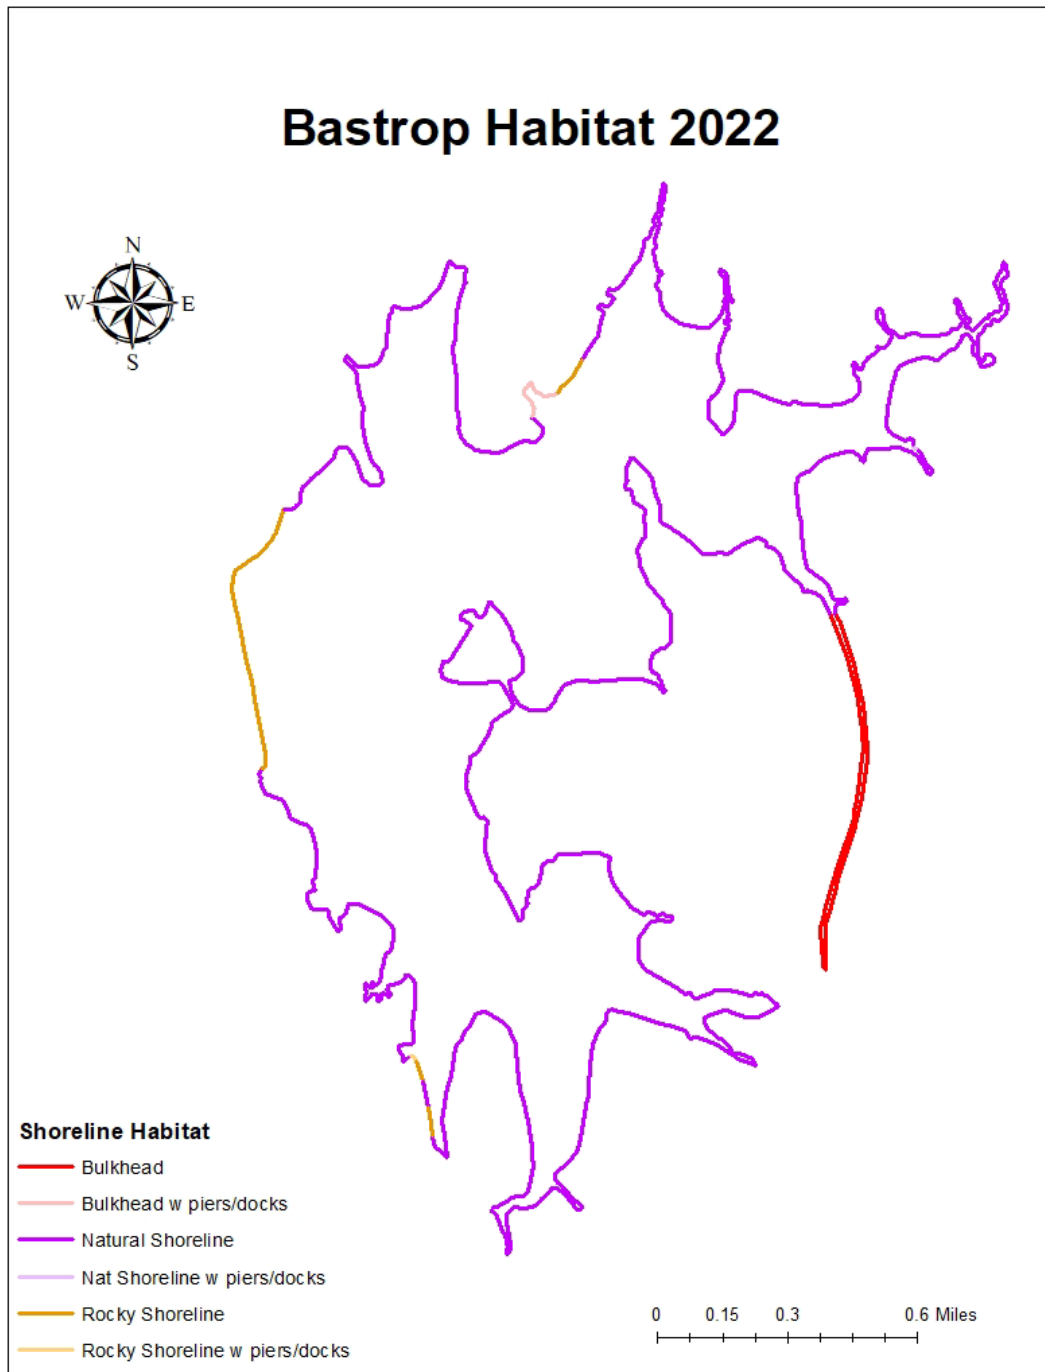 Bastrop Habitat 2022
N
W E
S
Shoreline Habitat
Bulkhead
Bulkhead w piers/docks
Natural Shoreline
Nat Shoreline w piers/docks
Rocky Shoreline
Rocky Shoreline w piers/docks
0 0.15 0.3 0.6 Miles